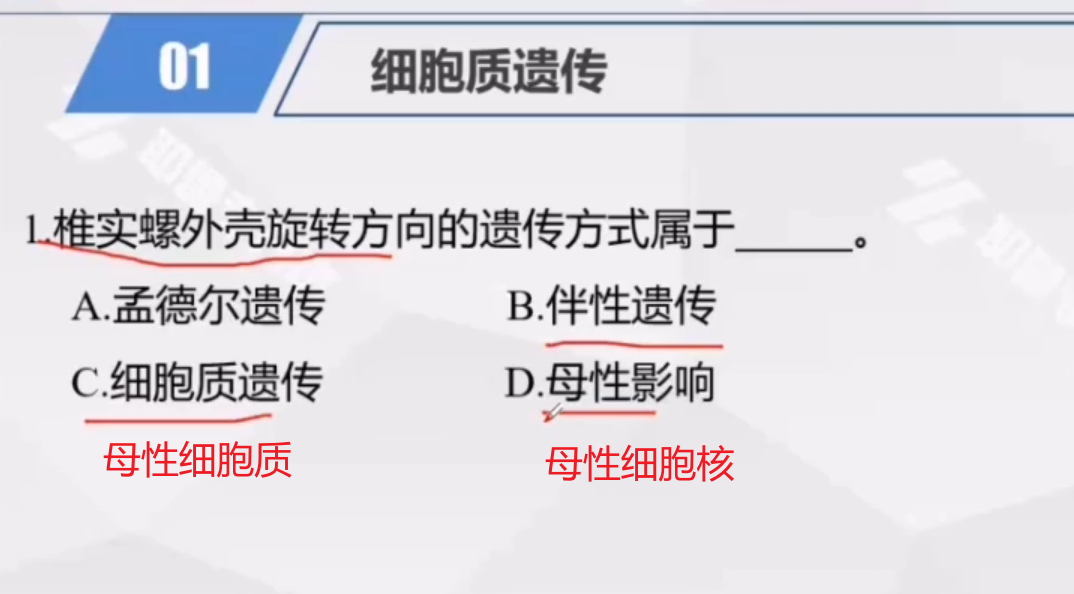 01
细胞质遗传
1.椎实螺外壳旋转方向的遗传方式属于______。
A.孟德尔遗传 B.伴性遗传
C.细胞质遗传 D.母性影响
母性细胞质 母性细胞核